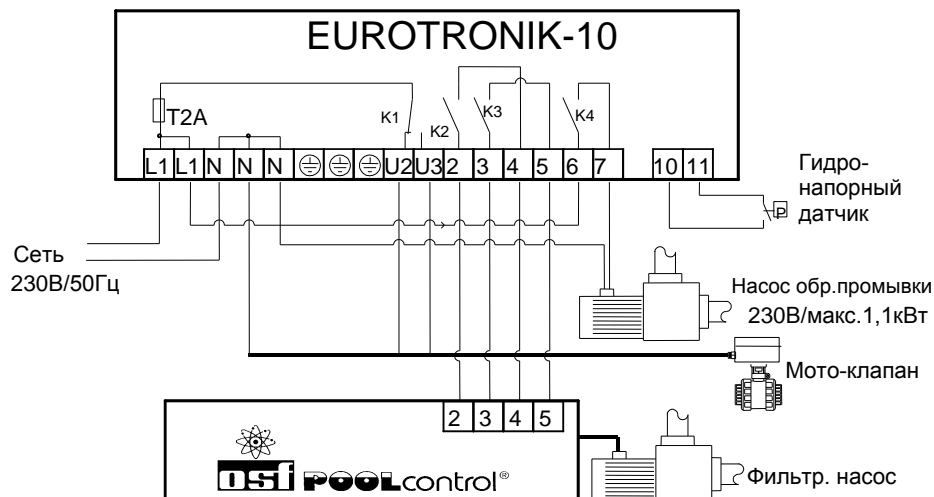 EUROTRONIK-10
T2A
K1
K2
K3
K4
L1 L1 N N N U2 U3 2 3 4 5 6 7 10 11
Гидро-
напорный
датчик
P
Сеть
230В/50Гц
Насос обр.промывки
230В/макс.1,1кВт
Мото-клапан
2 3 4 5
osf POOLcontrol®
Фильтр. насос